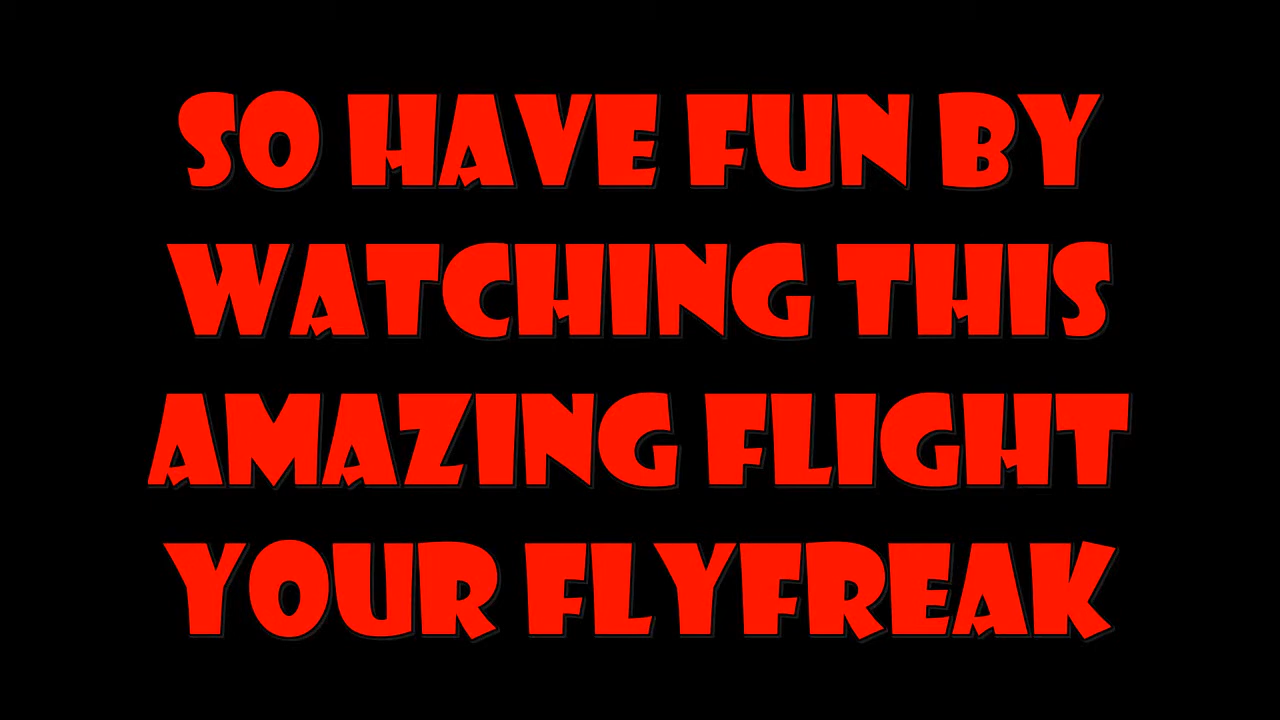 SO HAVE FUN BY
WATCHING THIS
AMAZING FLIGHT
YOUR FLYFREAK